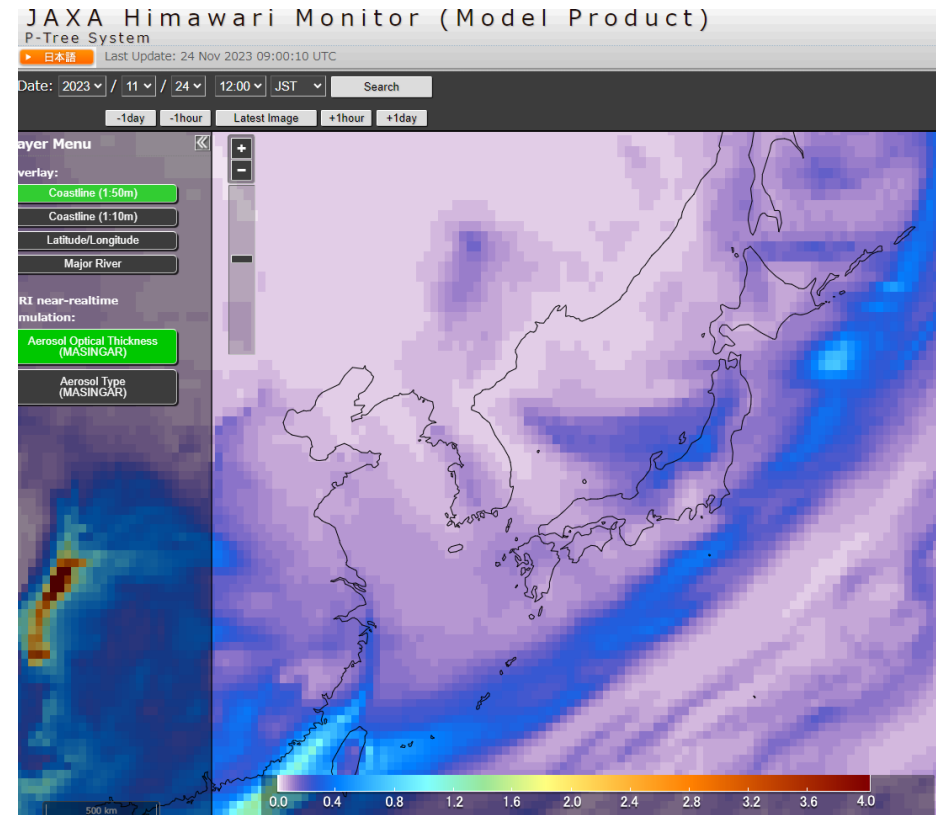 JAXA Himawari Monitor (Model Product)
P-Tree System
日本語 Last Update: 24 Nov 2023 09:00:10 UTC
Date: 2023 / 11 / 24 12:00 JST Search
-1day -1hour Latest Image +1hour +1day
ayer Menu
+
-
verlay:
Coastline (1:50m)
Coastline (1:10m)
Latitude/Longitude
Major River
RI near-realtime
mulation:
Aerosol Optical Thickness
(MASINGAR)
Aerosol Type
(MASINGAR)
0.0 0.4 0.8 1.2 1.6 2.0 2.4 2.8 3.2 3.6 4.0
500 km